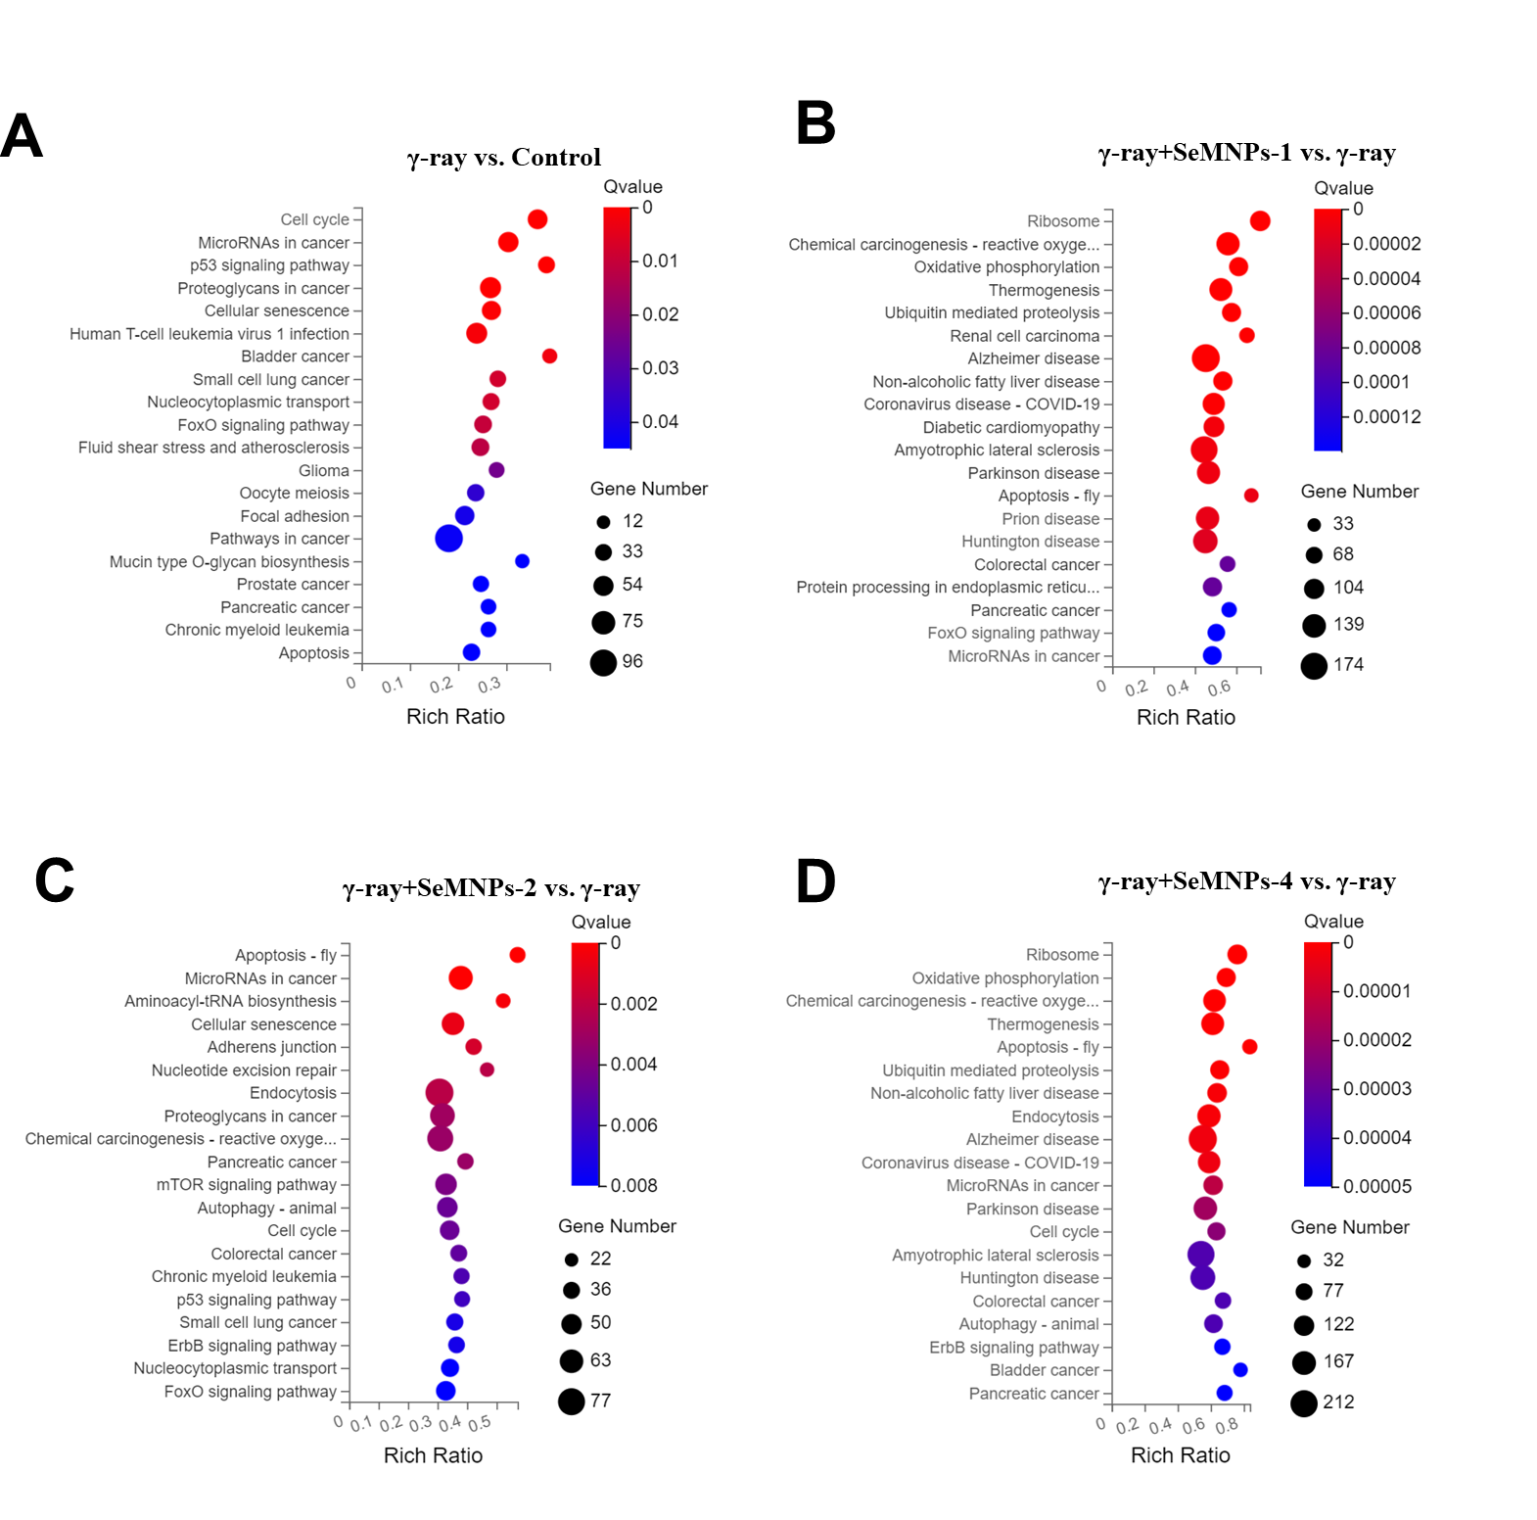 A
γ-ray vs. Control
Qvalue
0
0.01
0.02
0.03
0.04
Cell cycle
MicroRNAs in cancer
p53 signaling pathway
Proteoglycans in cancer
Cellular senescence
Human T-cell leukemia virus 1 infection
Bladder cancer
Small cell lung cancer
Nucleocytoplasmic transport
FoxO signaling pathway
Fluid shear stress and atherosclerosis
Glioma
Oocyte meiosis
Focal adhesion
Pathways in cancer
Mucin type O-glycan biosynthesis
Prostate cancer
Pancreatic cancer
Chronic myeloid leukemia
Apoptosis
Gene Number
12
33
54
75
96
0 0.1 0.2 0.3
Rich Ratio
B
γ-ray+SeMNPs-1 vs. γ-ray
Qvalue
0
0.00002
0.00004
0.00006
0.00008
0.0001
0.00012
Ribosome
Chemical carcinogenesis - reactive oxyge...
Oxidative phosphorylation
Thermogenesis
Ubiquitin mediated proteolysis
Renal cell carcinoma
Alzheimer disease
Non-alcoholic fatty liver disease
Coronavirus disease - COVID-19
Diabetic cardiomyopathy
Amyotrophic lateral sclerosis
Parkinson disease
Apoptosis - fly
Prion disease
Huntington disease
Colorectal cancer
Protein processing in endoplasmic reticu...
Pancreatic cancer
FoxO signaling pathway
MicroRNAs in cancer
Gene Number
33
68
104
139
174
0 0.2 0.4 0.6
Rich Ratio
C
γ-ray+SeMNPs-2 vs. γ-ray
Qvalue
0
0.002
0.004
0.006
0.008
Apoptosis - fly
MicroRNAs in cancer
Aminoacyl-tRNA biosynthesis
Cellular senescence
Adherens junction
Nucleotide excision repair
Endocytosis
Proteoglycans in cancer
Chemical carcinogenesis - reactive oxyge...
Pancreatic cancer
mTOR signaling pathway
Autophagy - animal
Cell cycle
Colorectal cancer
Chronic myeloid leukemia
p53 signaling pathway
Small cell lung cancer
ErbB signaling pathway
Nucleocytoplasmic transport
FoxO signaling pathway
Gene Number
22
36
50
63
77
0 0.1 0.2 0.3 0.4 0.5
Rich Ratio
D
γ-ray+SeMNPs-4 vs. γ-ray
Qvalue
0
0.00001
0.00002
0.00003
0.00004
0.00005
Ribosome
Oxidative phosphorylation
Chemical carcinogenesis - reactive oxyge...
Thermogenesis
Apoptosis - fly
Ubiquitin mediated proteolysis
Non-alcoholic fatty liver disease
Endocytosis
Alzheimer disease
Coronavirus disease - COVID-19
MicroRNAs in cancer
Parkinson disease
Cell cycle
Amyotrophic lateral sclerosis
Huntington disease
Colorectal cancer
Autophagy - animal
ErbB signaling pathway
Bladder cancer
Pancreatic cancer
Gene Number
32
77
122
167
212
0 0.2 0.4 0.6 0.8
Rich Ratio